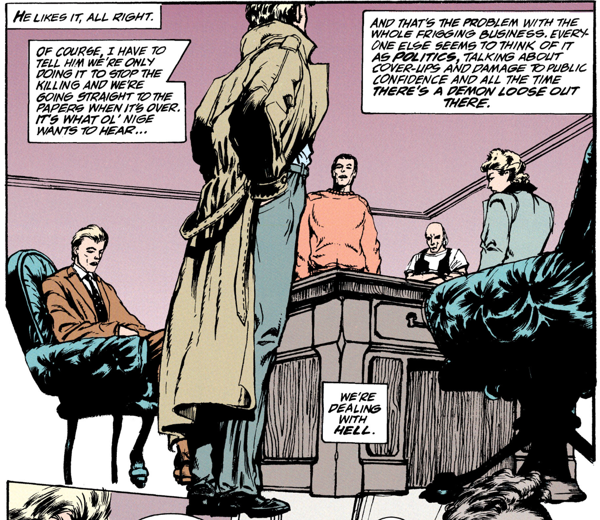 HE LIKES IT, ALL RIGHT.
OF COURSE, I HAVE TO
TELL HIM WE'RE ONLY
DOING IT TO STOP THE
KILLING AND WE'RE
GOING STRAIGHT TO THE
PAPERS WHEN IT'S OVER.
IT'S WHAT OL' NIGE
WANTS TO HEAR...
AND THAT'S THE PROBLEM WITH THE
WHOLE FRIGGING BUSINESS. EVERY-
ONE ELSE SEEMS TO THINK OF IT
AS POLITICS, TALKING ABOUT
COVER-UPS AND DAMAGE TO PUBLIC
CONFIDENCE AND ALL THE TIME
THERE'S A DEMON LOOSE OUT
THERE.
WE'RE
DEALING
WITH
HELL.